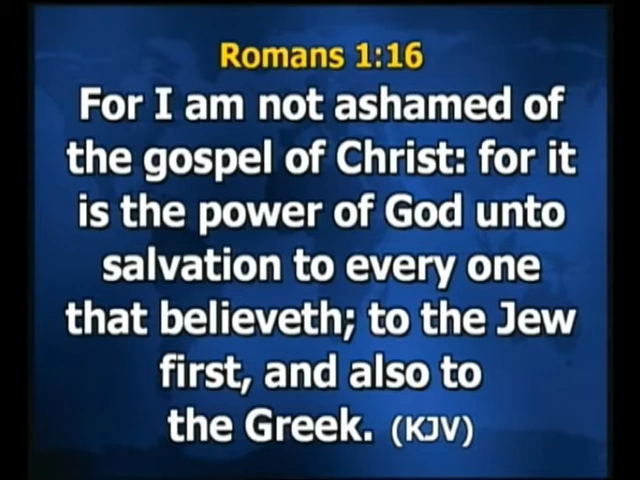 Romans 1:16
For I am not ashamed of
the gospel of Christ: for it
is the power of God unto
salvation to every one
that believeth; to the Jew
first, and also to
the Greek. (KJV)